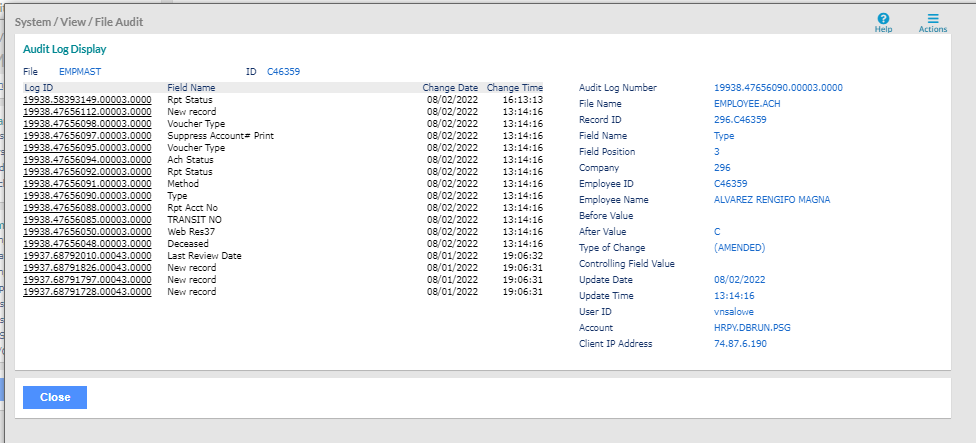 System / View / File Audit
Help
Actions
Audit Log Display
File EMPMAST ID C46359
Log ID Field Name Change Date Change Time
19938.58393149.00003.0000 Rpt Status 08/02/2022 16:13:13
19938.47656112.00003.0000 New record 08/02/2022 13:14:16
19938.47656098.00003.0000 Voucher Type 08/02/2022 13:14:16
19938.47656097.00003.0000 Suppress Account# Print 08/02/2022 13:14:16
19938.47656095.00003.0000 Voucher Type 08/02/2022 13:14:16
19938.47656094.00003.0000 Ach Status 08/02/2022 13:14:16
19938.47656092.00003.0000 Rpt Status 08/02/2022 13:14:16
19938.47656091.00003.0000 Method 08/02/2022 13:14:16
19938.47656090.00003.0000 Type 08/02/2022 13:14:16
19938.47656088.00003.0000 Rpt Acct No 08/02/2022 13:14:16
19938.47656085.00003.0000 TRANSIT NO 08/02/2022 13:14:16
19938.47656050.00003.0000 Web Res37 08/02/2022 13:14:16
19938.47656048.00003.0000 Deceased 08/02/2022 13:14:16
19937.68792010.00043.0000 Last Review Date 08/01/2022 19:06:32
19937.68791826.00043.0000 New record 08/01/2022 19:06:31
19937.68791797.00043.0000 New record 08/01/2022 19:06:31
19937.68791728.00043.0000 New record 08/01/2022 19:06:31
Audit Log Number 19938.47656090.00003.0000
File Name EMPLOYEE.ACH
Record ID 296.C46359
Field Name Type
Field Position 3
Company 296
Employee ID C46359
Employee Name ALVAREZ RENGIFO MAGNA
Before Value
After Value C
Type of Change (AMENDED)
Controlling Field Value
Update Date 08/02/2022
Update Time 13:14:16
User ID vnsalowe
Account HRPY.DBRUN.PSG
Client IP Address 74.87.6.190
Close